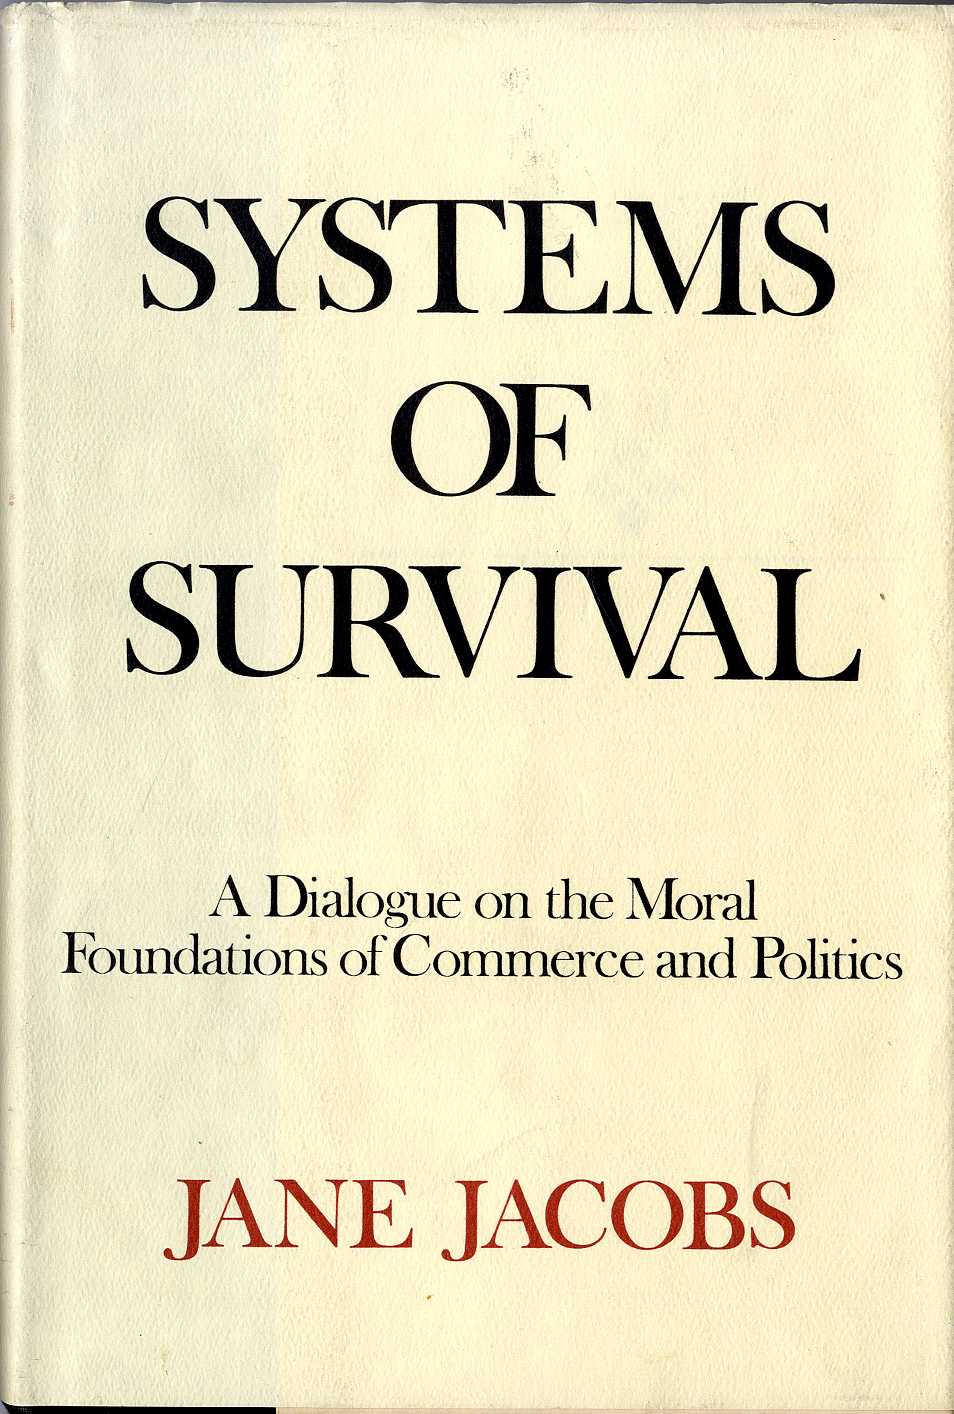 SYSTEMS
OF
SURVIVAL
A Dialogue on the Moral
Foundations of Commerce and Politics
JANE JACOBS